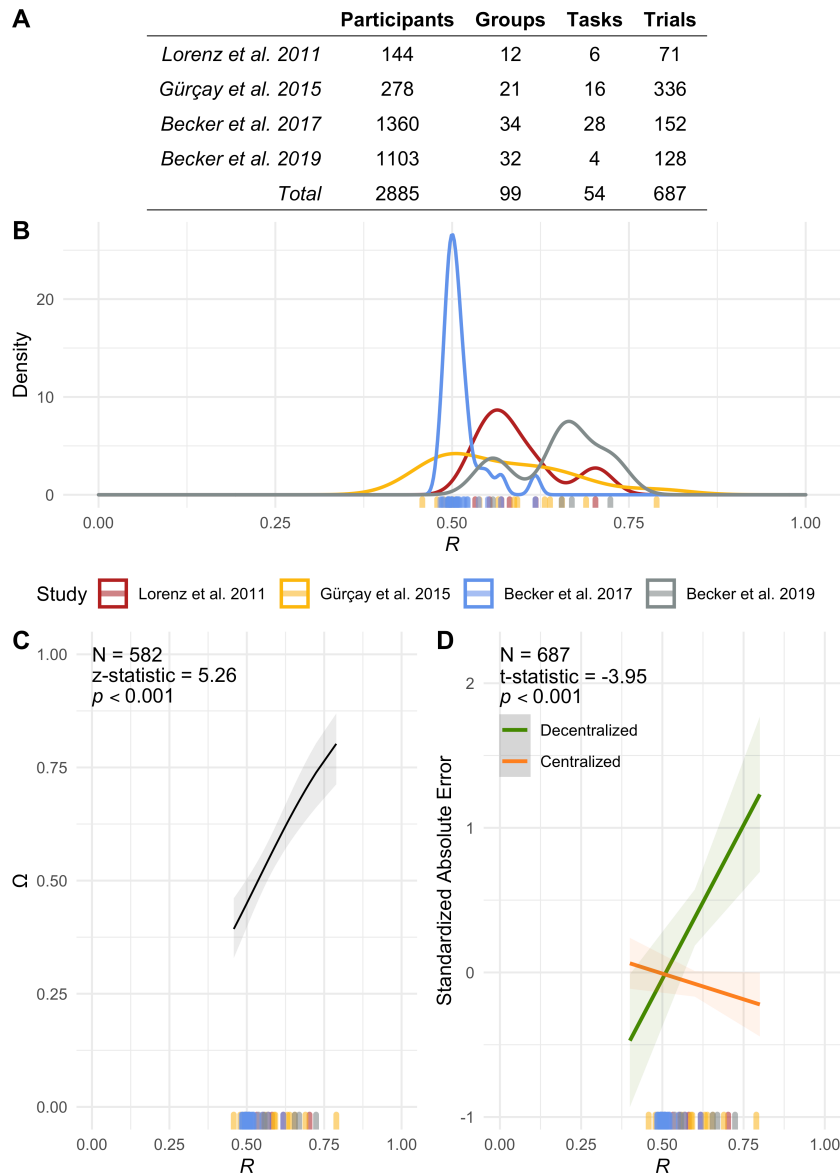 A
Participants Groups Tasks Trials
Lorenz et al. 2011 144 12 6 71
Gürçay et al. 2015 278 21 16 336
Becker et al. 2017 1360 34 28 152
Becker et al. 2019 1103 32 4 128
Total 2885 99 54 687
B
Density
20
10
0
0.00 0.25 0.50 0.75 1.00
R
Study Lorenz et al. 2011 Gürçay et al. 2015 Becker et al. 2017 Becker et al. 2019
C
N = 582
z-statistic = 5.26
p < 0.001
Ω
1.00
0.75
0.50
0.25
0.00
0.00 0.25 0.50 0.75 1.00
R
D
N = 687
t-statistic = -3.95
p < 0.001
Decentralized
Centralized
Standardized Absolute Error
2
1
0
-1
0.00 0.25 0.50 0.75 1.00
R